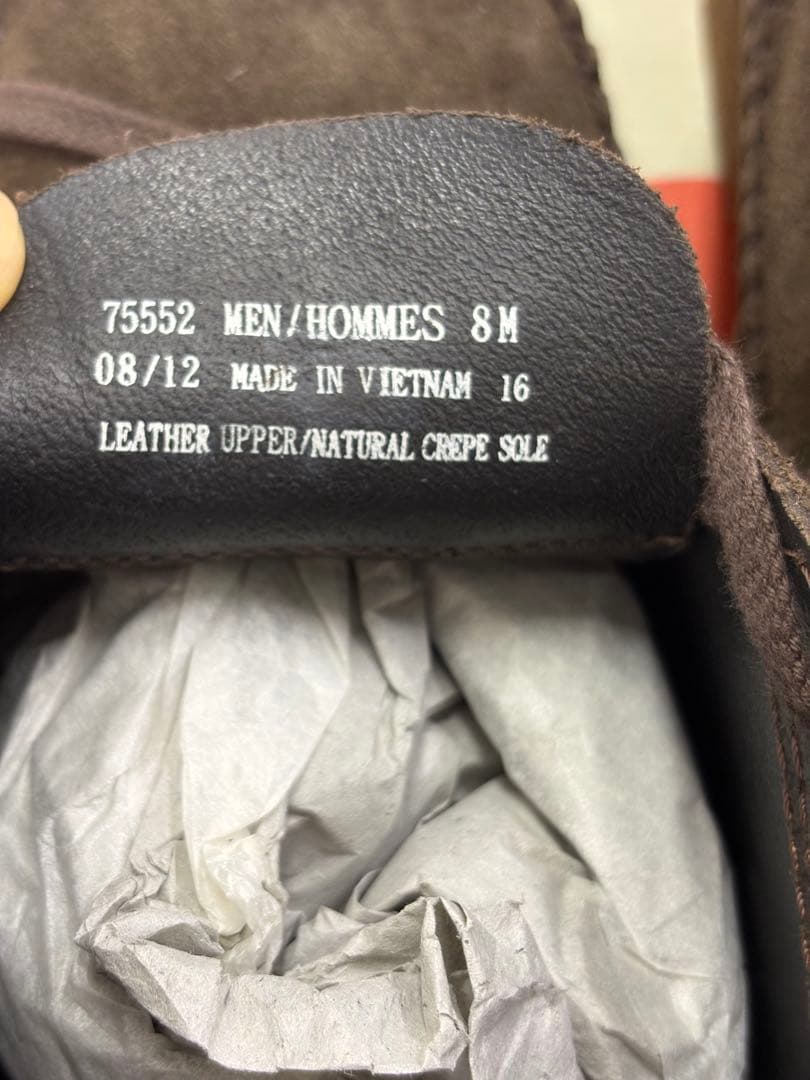 75552 MEN/HOMMES 8M
08/12 MADE IN VIETNAM 16
LEATHER UPPER/NATURAL CREPE SOLE